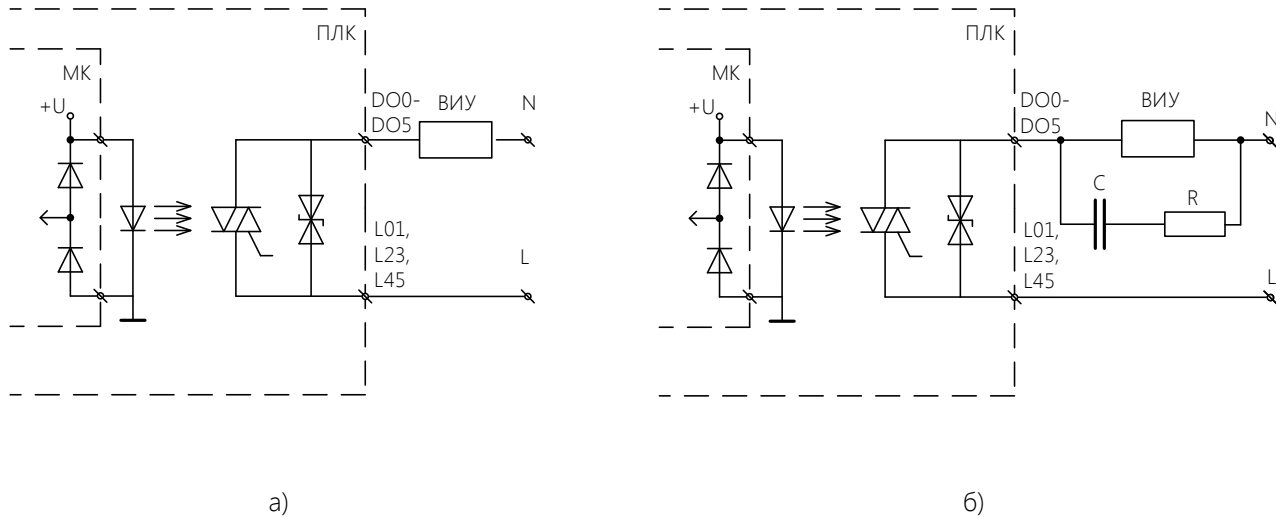 ПЛК
МК
+U
DO0-
DO5
ВИУ
N
L01,
L23,
L45
L
а)
ПЛК
МК
+U
DO0-
DO5
ВИУ
N
C
R
L01,
L23,
L45
L
б)